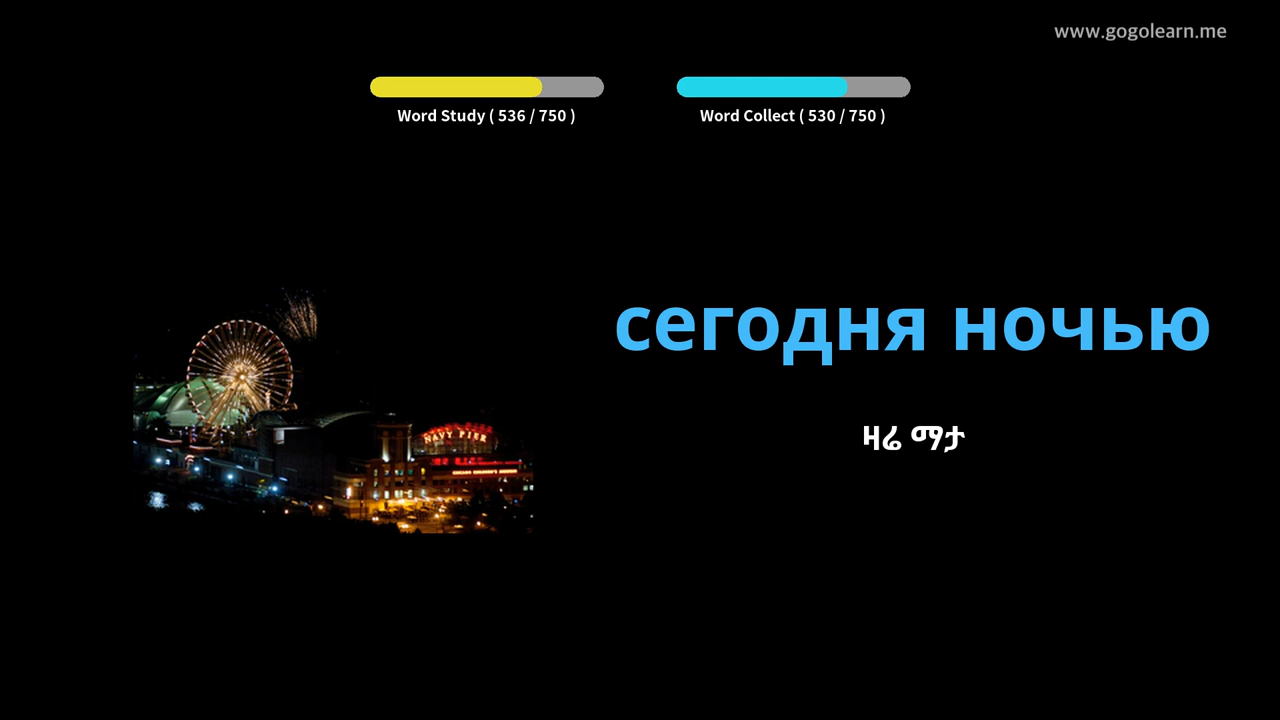 www.gogolearn.me
Word Study ( 536 / 750 )
Word Collect ( 530 / 750 )
сегодня ночью
ዛሬ ማታ
NAVY PIER